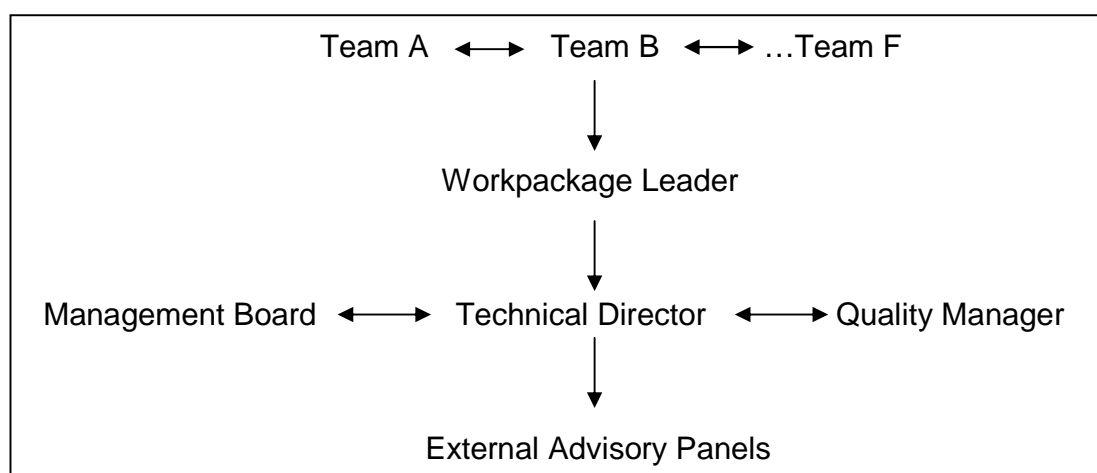 Team A Team B …Team F
Workpackage Leader
Management Board Technical Director Quality Manager
External Advisory Panels